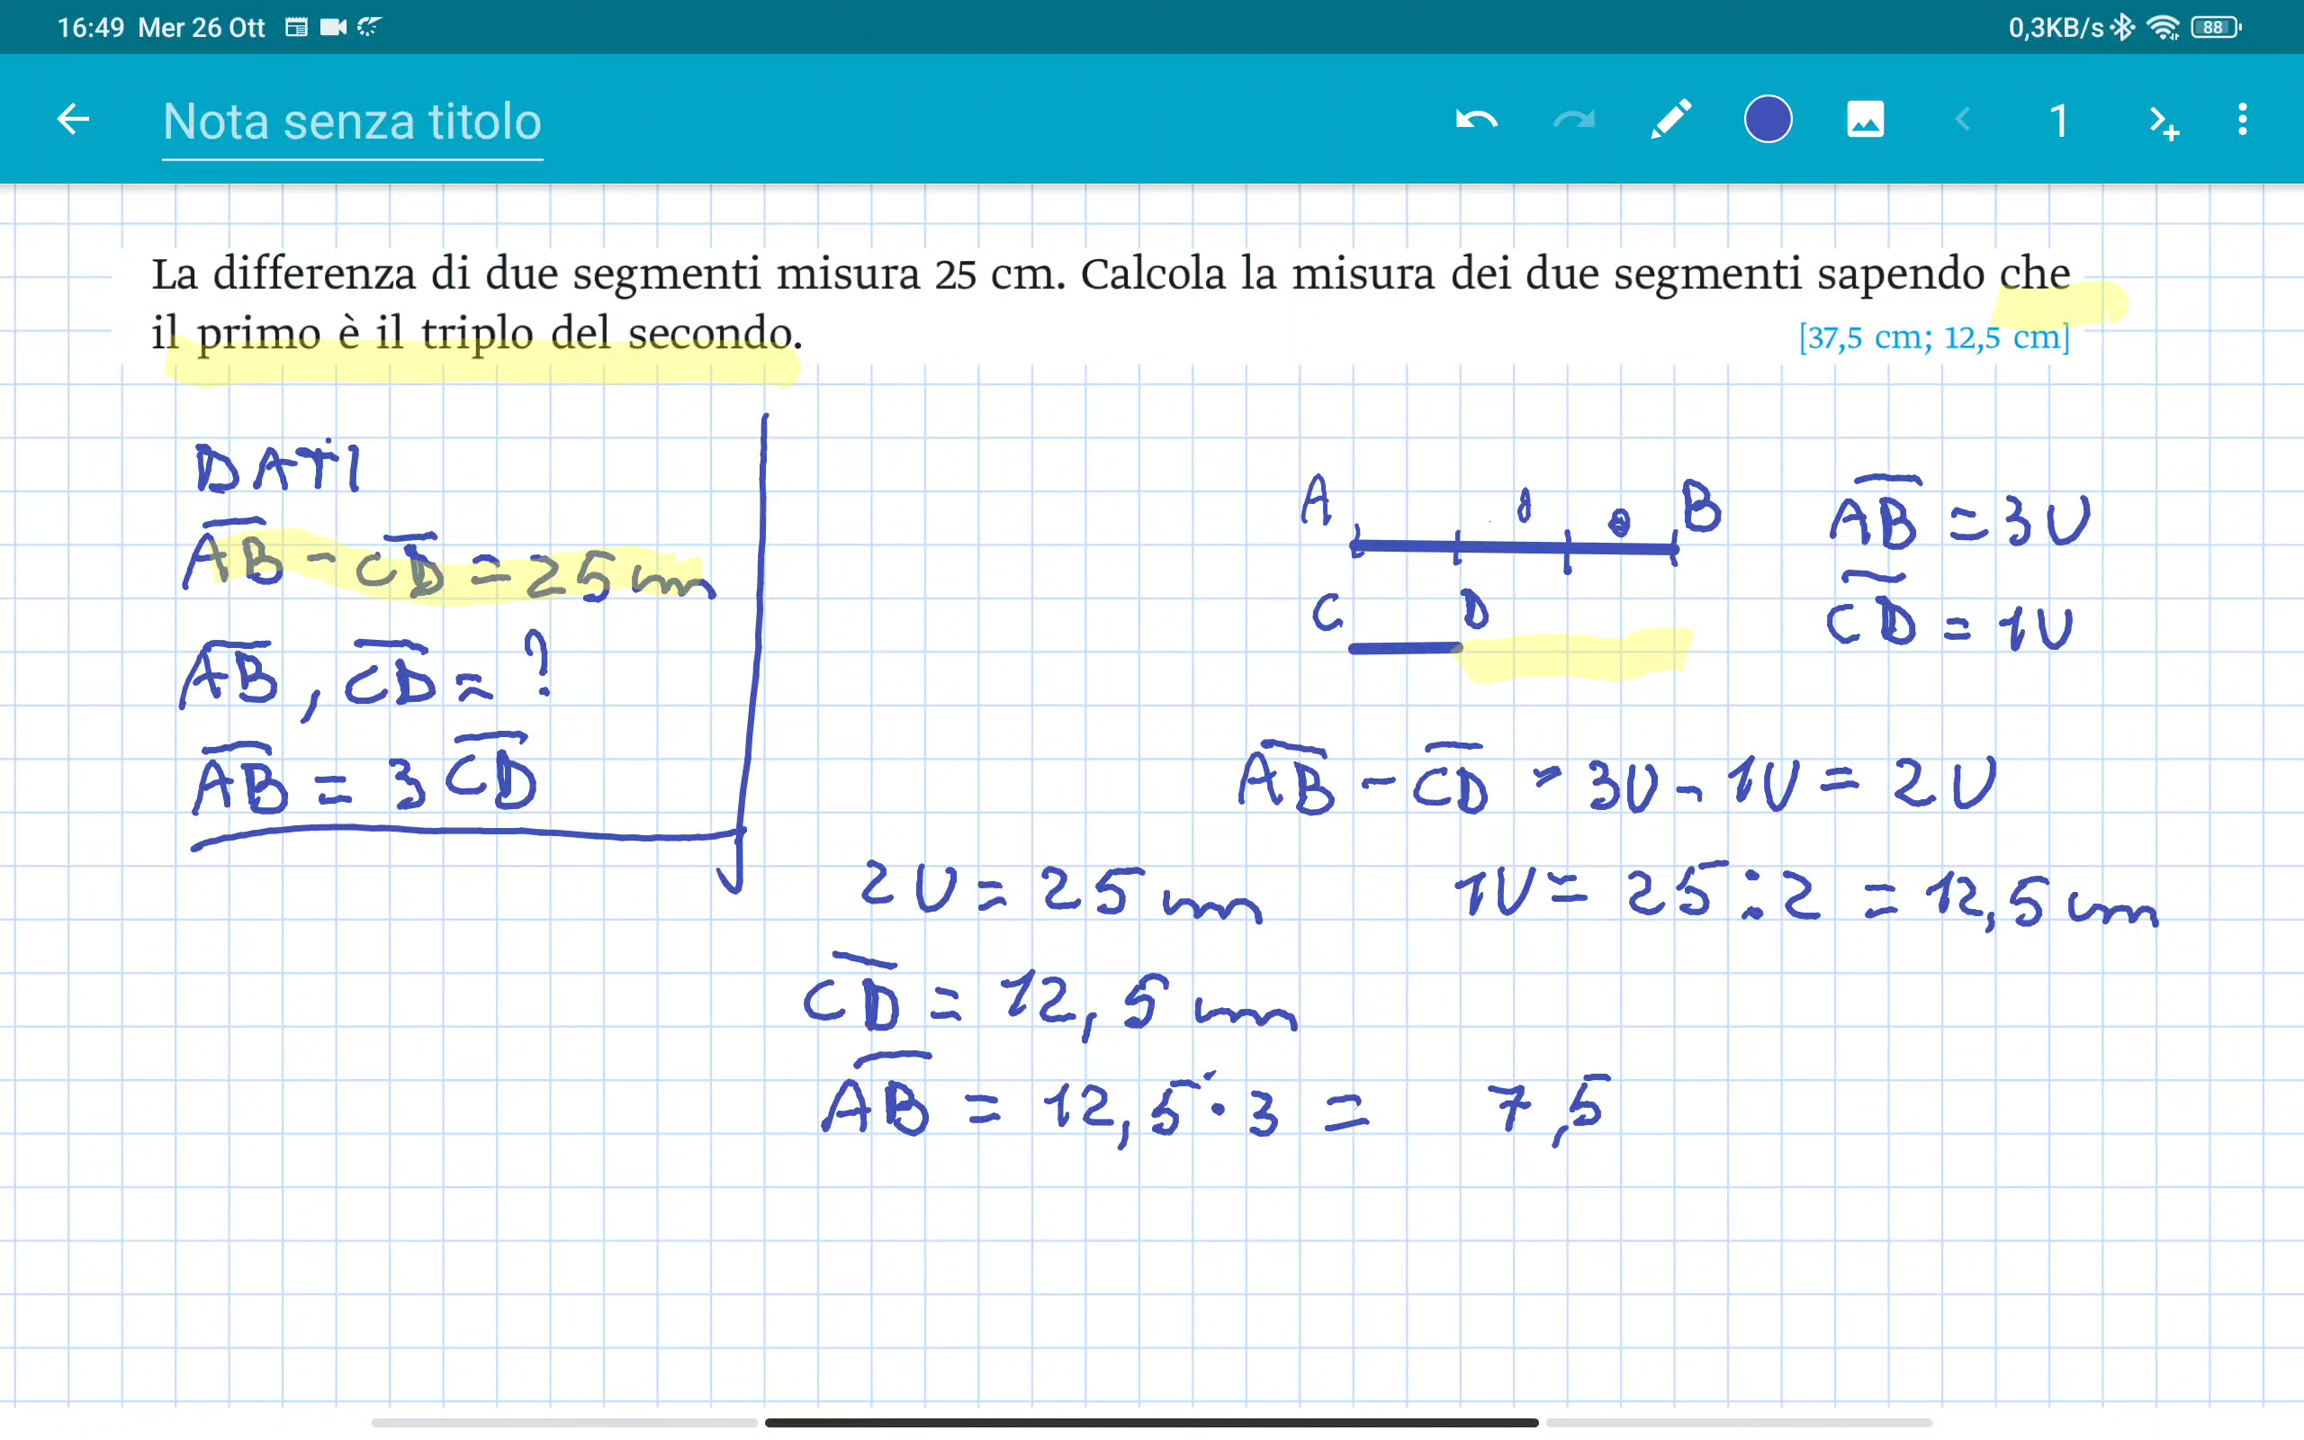 16:49 Mer 26 Ott 0,3KB/s 88
Nota senza titolo 1
La differenza di due segmenti misura 25 cm. Calcola la misura dei due segmenti sapendo che
il primo è il triplo del secondo. [37,5 cm; 12,5 cm]
DATI
AB - CD = 25 cm
AB, CD = ?
AB = 3 CD
A B
C D
AB = 3U
CD = 1U
AB - CD = 3U - 1U = 2U
2U = 25 cm 1U = 25 : 2 = 12,5 cm
CD = 12,5 cm
AB = 12,5 · 3 = 7,5